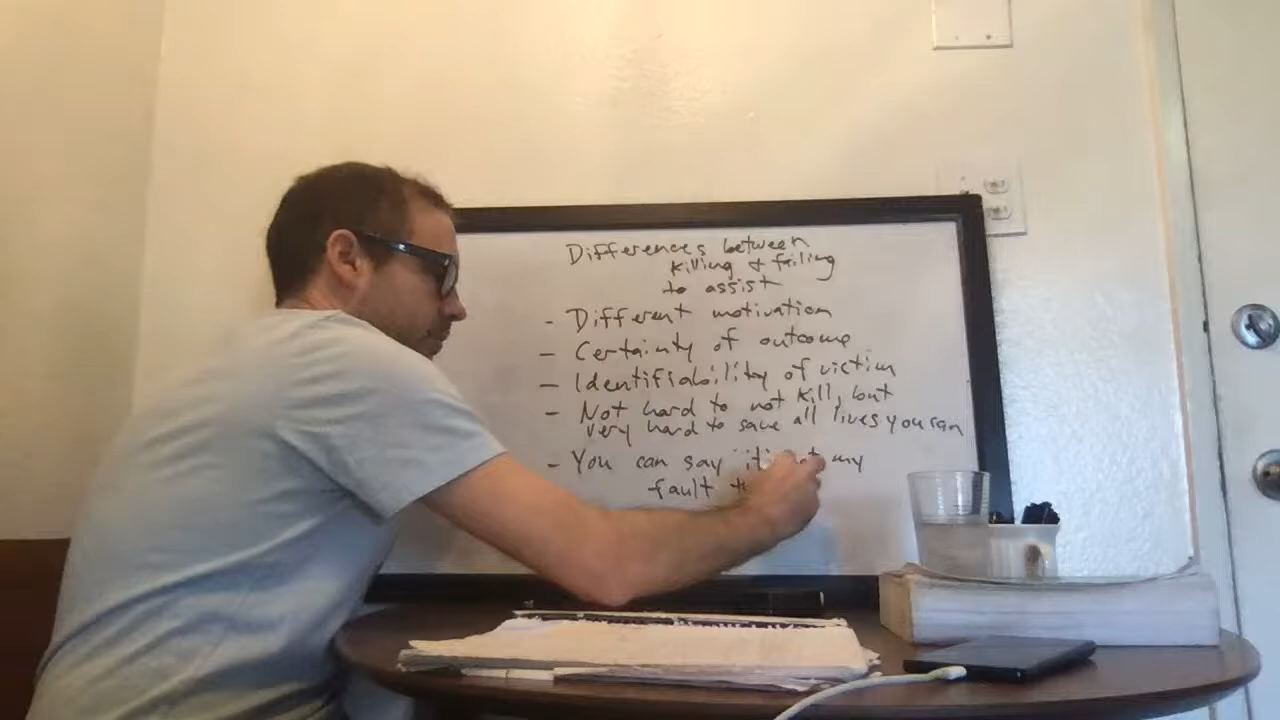 Differences between
killing & failing
to assist
- Different motivation
- Certainty of outcome
- Identifiability of victim
- Not hard to not kill, but
very hard to save all lives you can
- You can say my
fault